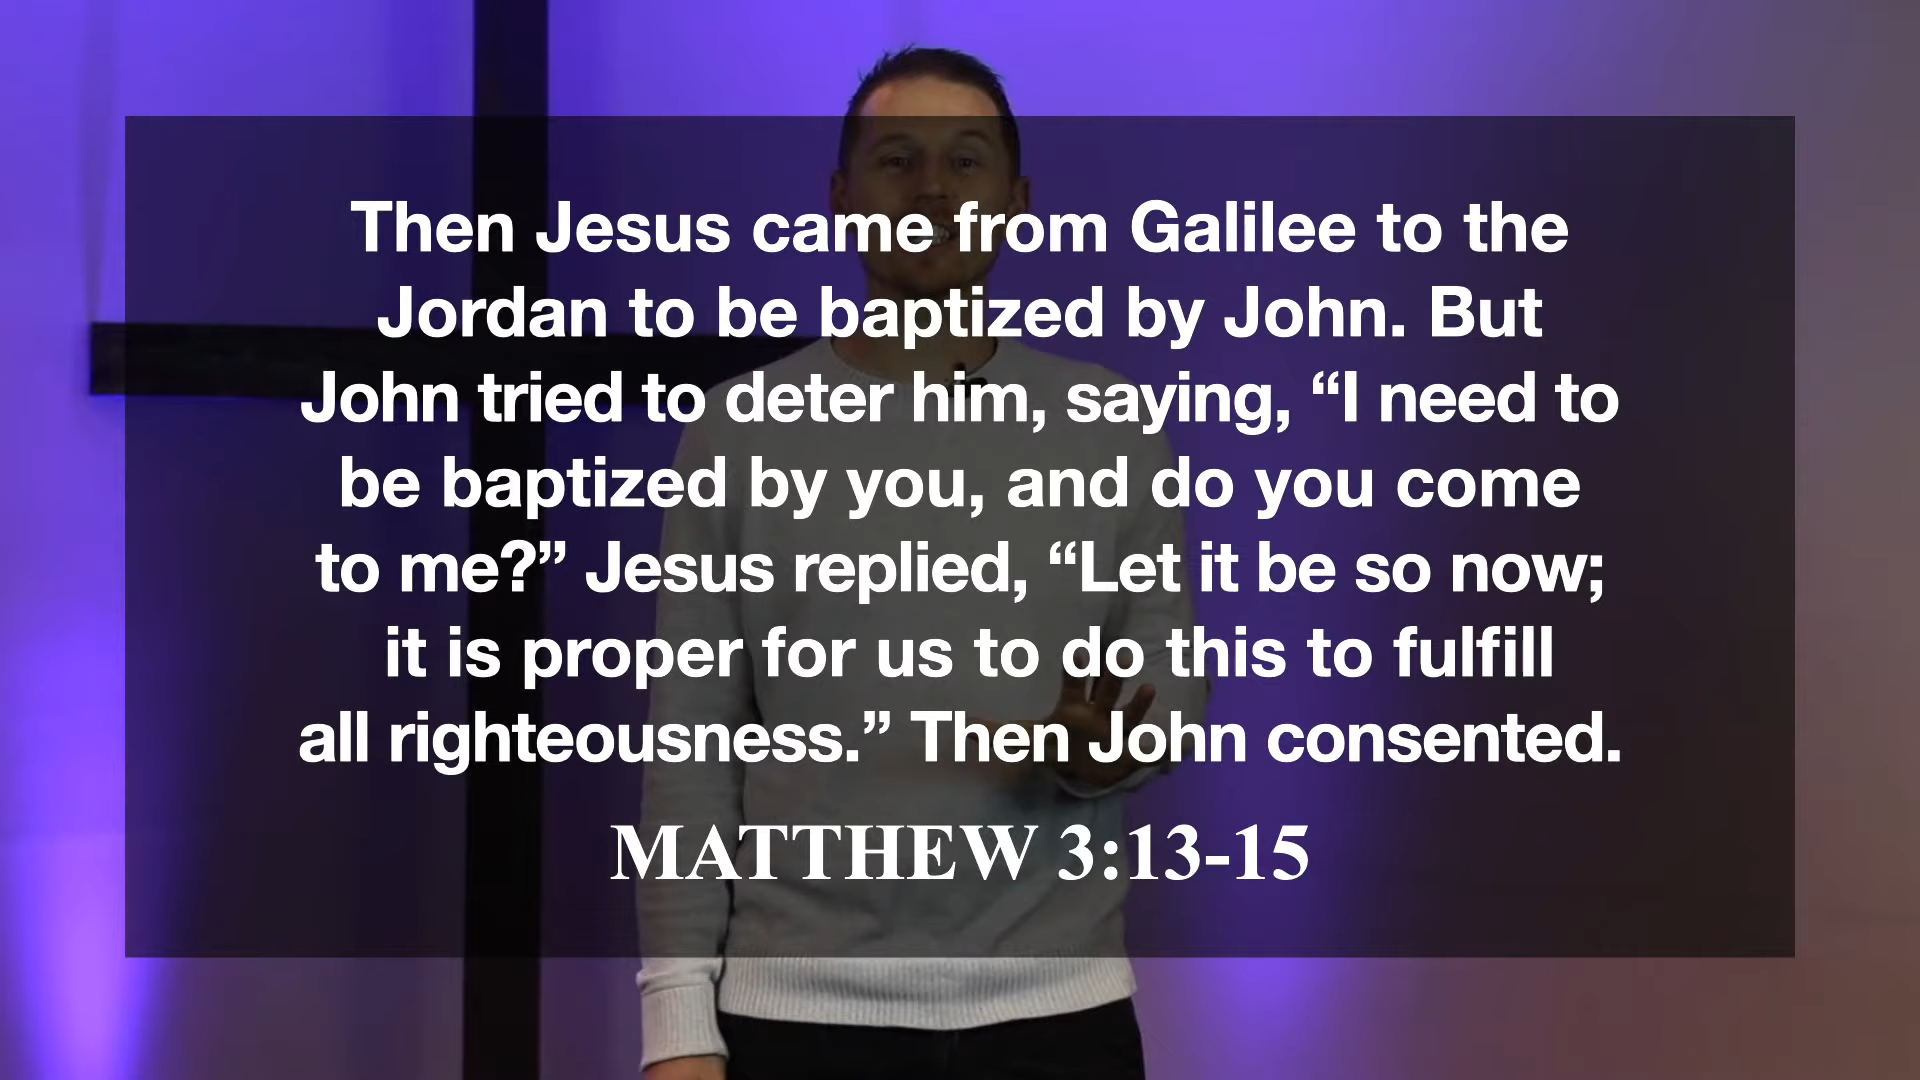 Then Jesus came from Galilee to the
Jordan to be baptized by John. But
John tried to deter him, saying, “I need to
be baptized by you, and do you come
to me?” Jesus replied, “Let it be so now;
it is proper for us to do this to fulfill
all righteousness.” Then John consented.
MATTHEW 3:13-15